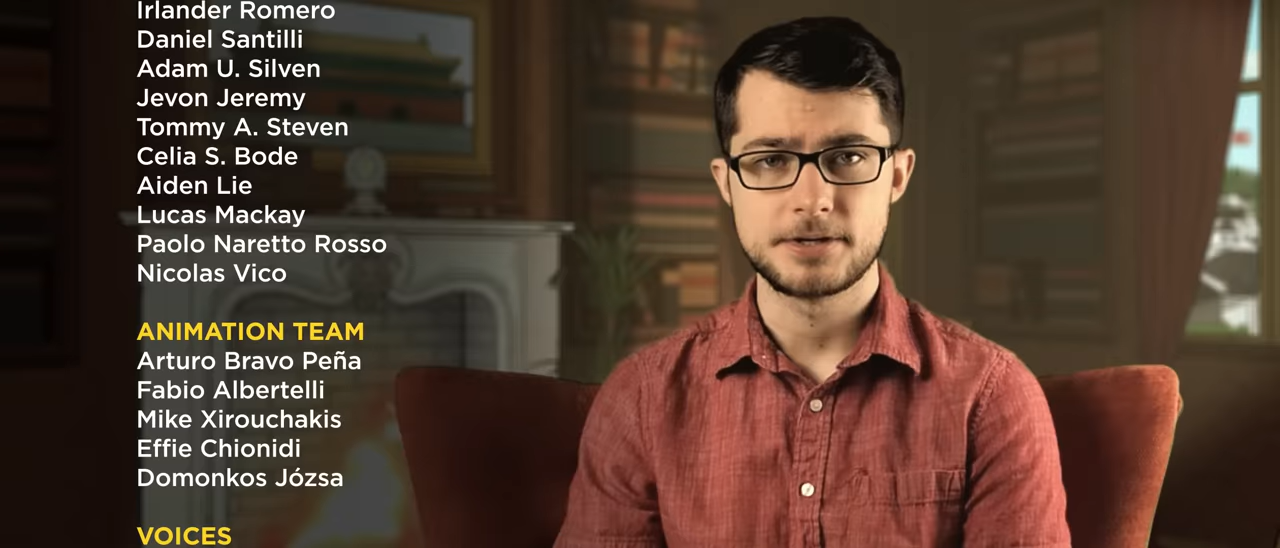 Irlander Romero
Daniel Santilli
Adam U. Silven
Jevon Jeremy
Tommy A. Steven
Celia S. Bode
Aiden Lie
Lucas Mackay
Paolo Naretto Rosso
Nicolas Vico
ANIMATION TEAM
Arturo Bravo Peña
Fabio Albertelli
Mike Xirouchakis
Effie Chionidi
Domonkos Józsa
VOICES